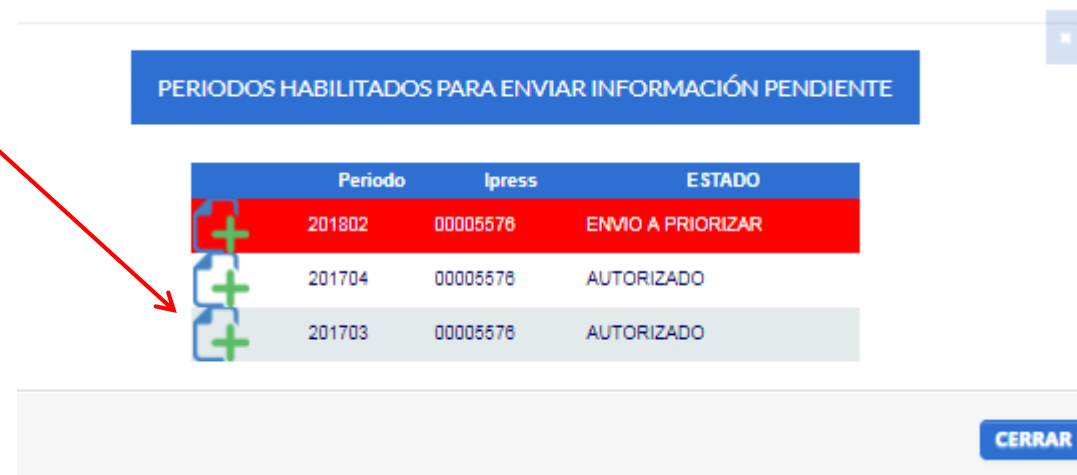 PERIODOS HABILITADOS PARA ENVIAR INFORMACIÓN PENDIENTE
Periodo Ipress ESTADO
201802 00005576 ENVIO A PRIORIZAR
201704 00005576 AUTORIZADO
201703 00005576 AUTORIZADO
CERRAR